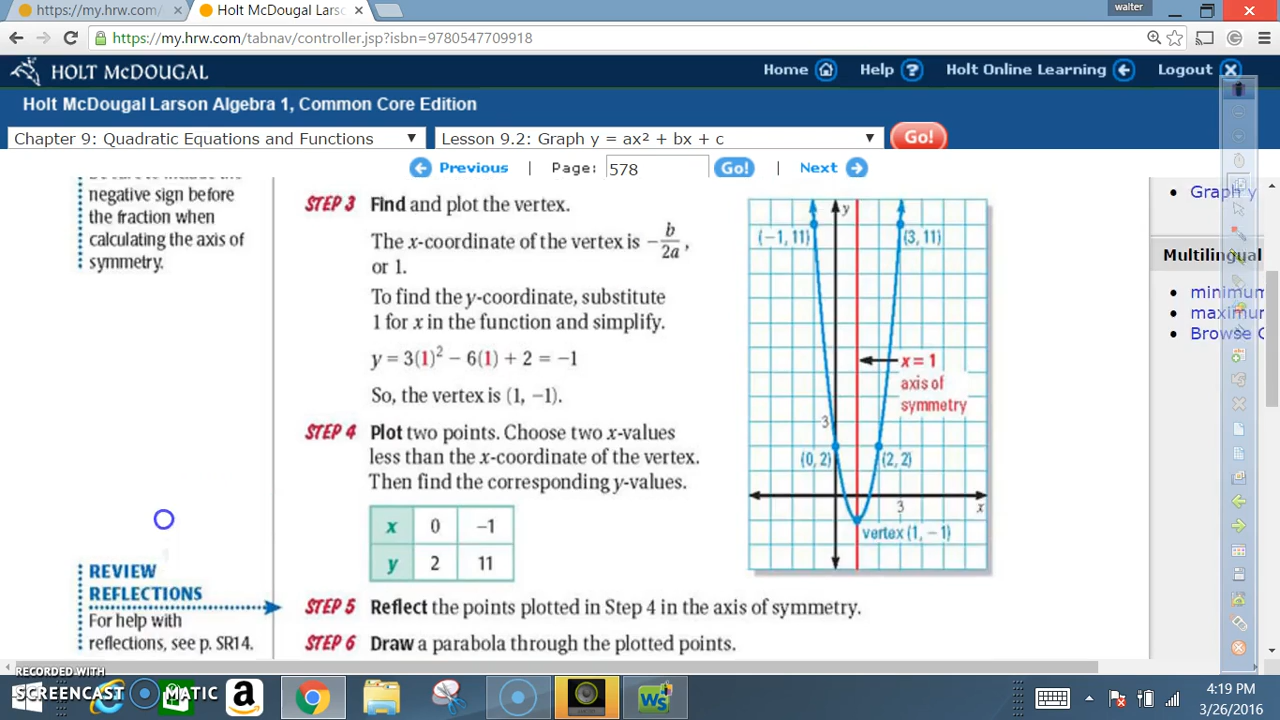 https://my.hrw.com/
Holt McDougal Lars
walter
https://my.hrw.com/tabnav/controller.jsp?isbn=9780547709918
HOLT McDOUGAL
Home
Help ?
Holt Online Learning
Logout
Holt McDougal Larson Algebra 1, Common Core Edition
Chapter 9: Quadratic Equations and Functions
Lesson 9.2: Graph y = ax² + bx + c
Go!
Previous | Page: 578 Go! | Next
negative sign before
the fraction when
calculating the axis of
symmetry.
STEP 3 Find and plot the vertex.
The x-coordinate of the vertex is −b/2a,
or 1.
To find the y-coordinate, substitute
1 for x in the function and simplify.
y = 3(1)² − 6(1) + 2 = −1
So, the vertex is (1, −1).
STEP 4 Plot two points. Choose two x-values
less than the x-coordinate of the vertex.
Then find the corresponding y-values.
x 0 −1
y 2 11
y
(−1, 11)
(3, 11)
x = 1
axis of
symmetry
3
(0, 2)
(2, 2)
3
x
vertex (1, −1)
REVIEW
REFLECTIONS
For help with
reflections, see p. SR14.
STEP 5 Reflect the points plotted in Step 4 in the axis of symmetry.
STEP 6 Draw a parabola through the plotted points.
Graph y
Multilingual
minimum
maximu
Browse
RECORDED WITH
SCREENCAST MATIC
4:19 PM
3/26/2016